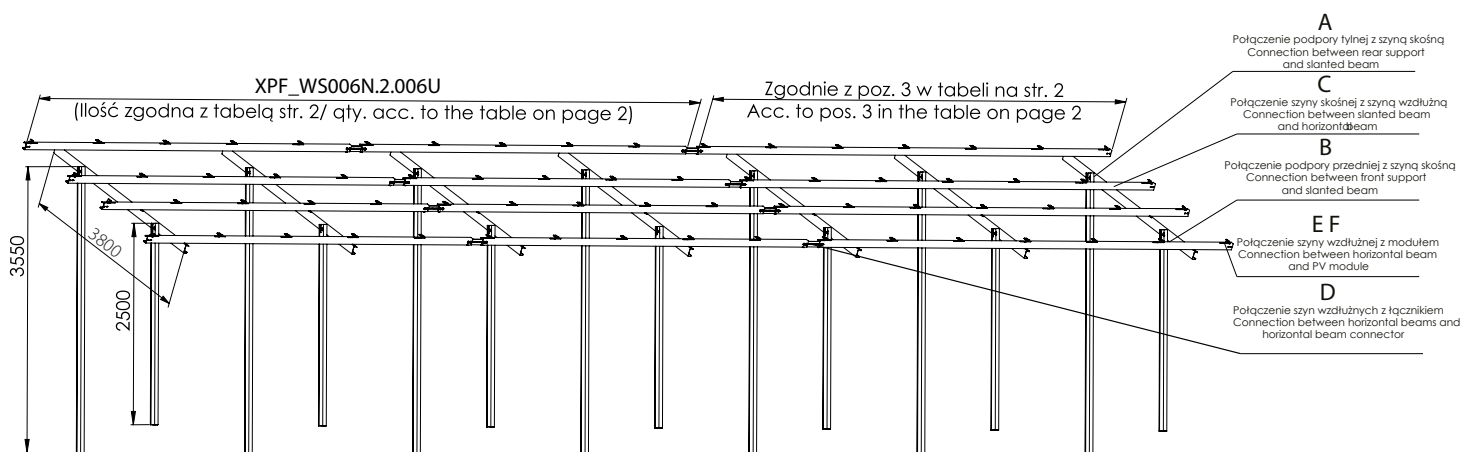 A
Połączenie podpory tylnej z szyną skośną
Connection between rear support
and slanted beam
XPF_WS006N.2.006U
(Ilość zgodna z tabelą str. 2/ qty. acc. to the table on page 2)
Zgodnie z poz. 3 w tabeli na str. 2
Acc. to pos. 3 in the table on page 2
C
Połączenie szyny skośnej z szyną wzdłużną
Connection between slanted beam
and horizontal beam
B
Połączenie podpory przedniej z szyną skośną
Connection between front support
and slanted beam
E F
Połączenie szyny wzdłużnej z modułem
Connection between horizontal beam
and PV module
D
Połączenie szyn wzdłużnych z łącznikiem
Connection between horizontal beams and
horizontal beam connector
3550
3800
2500